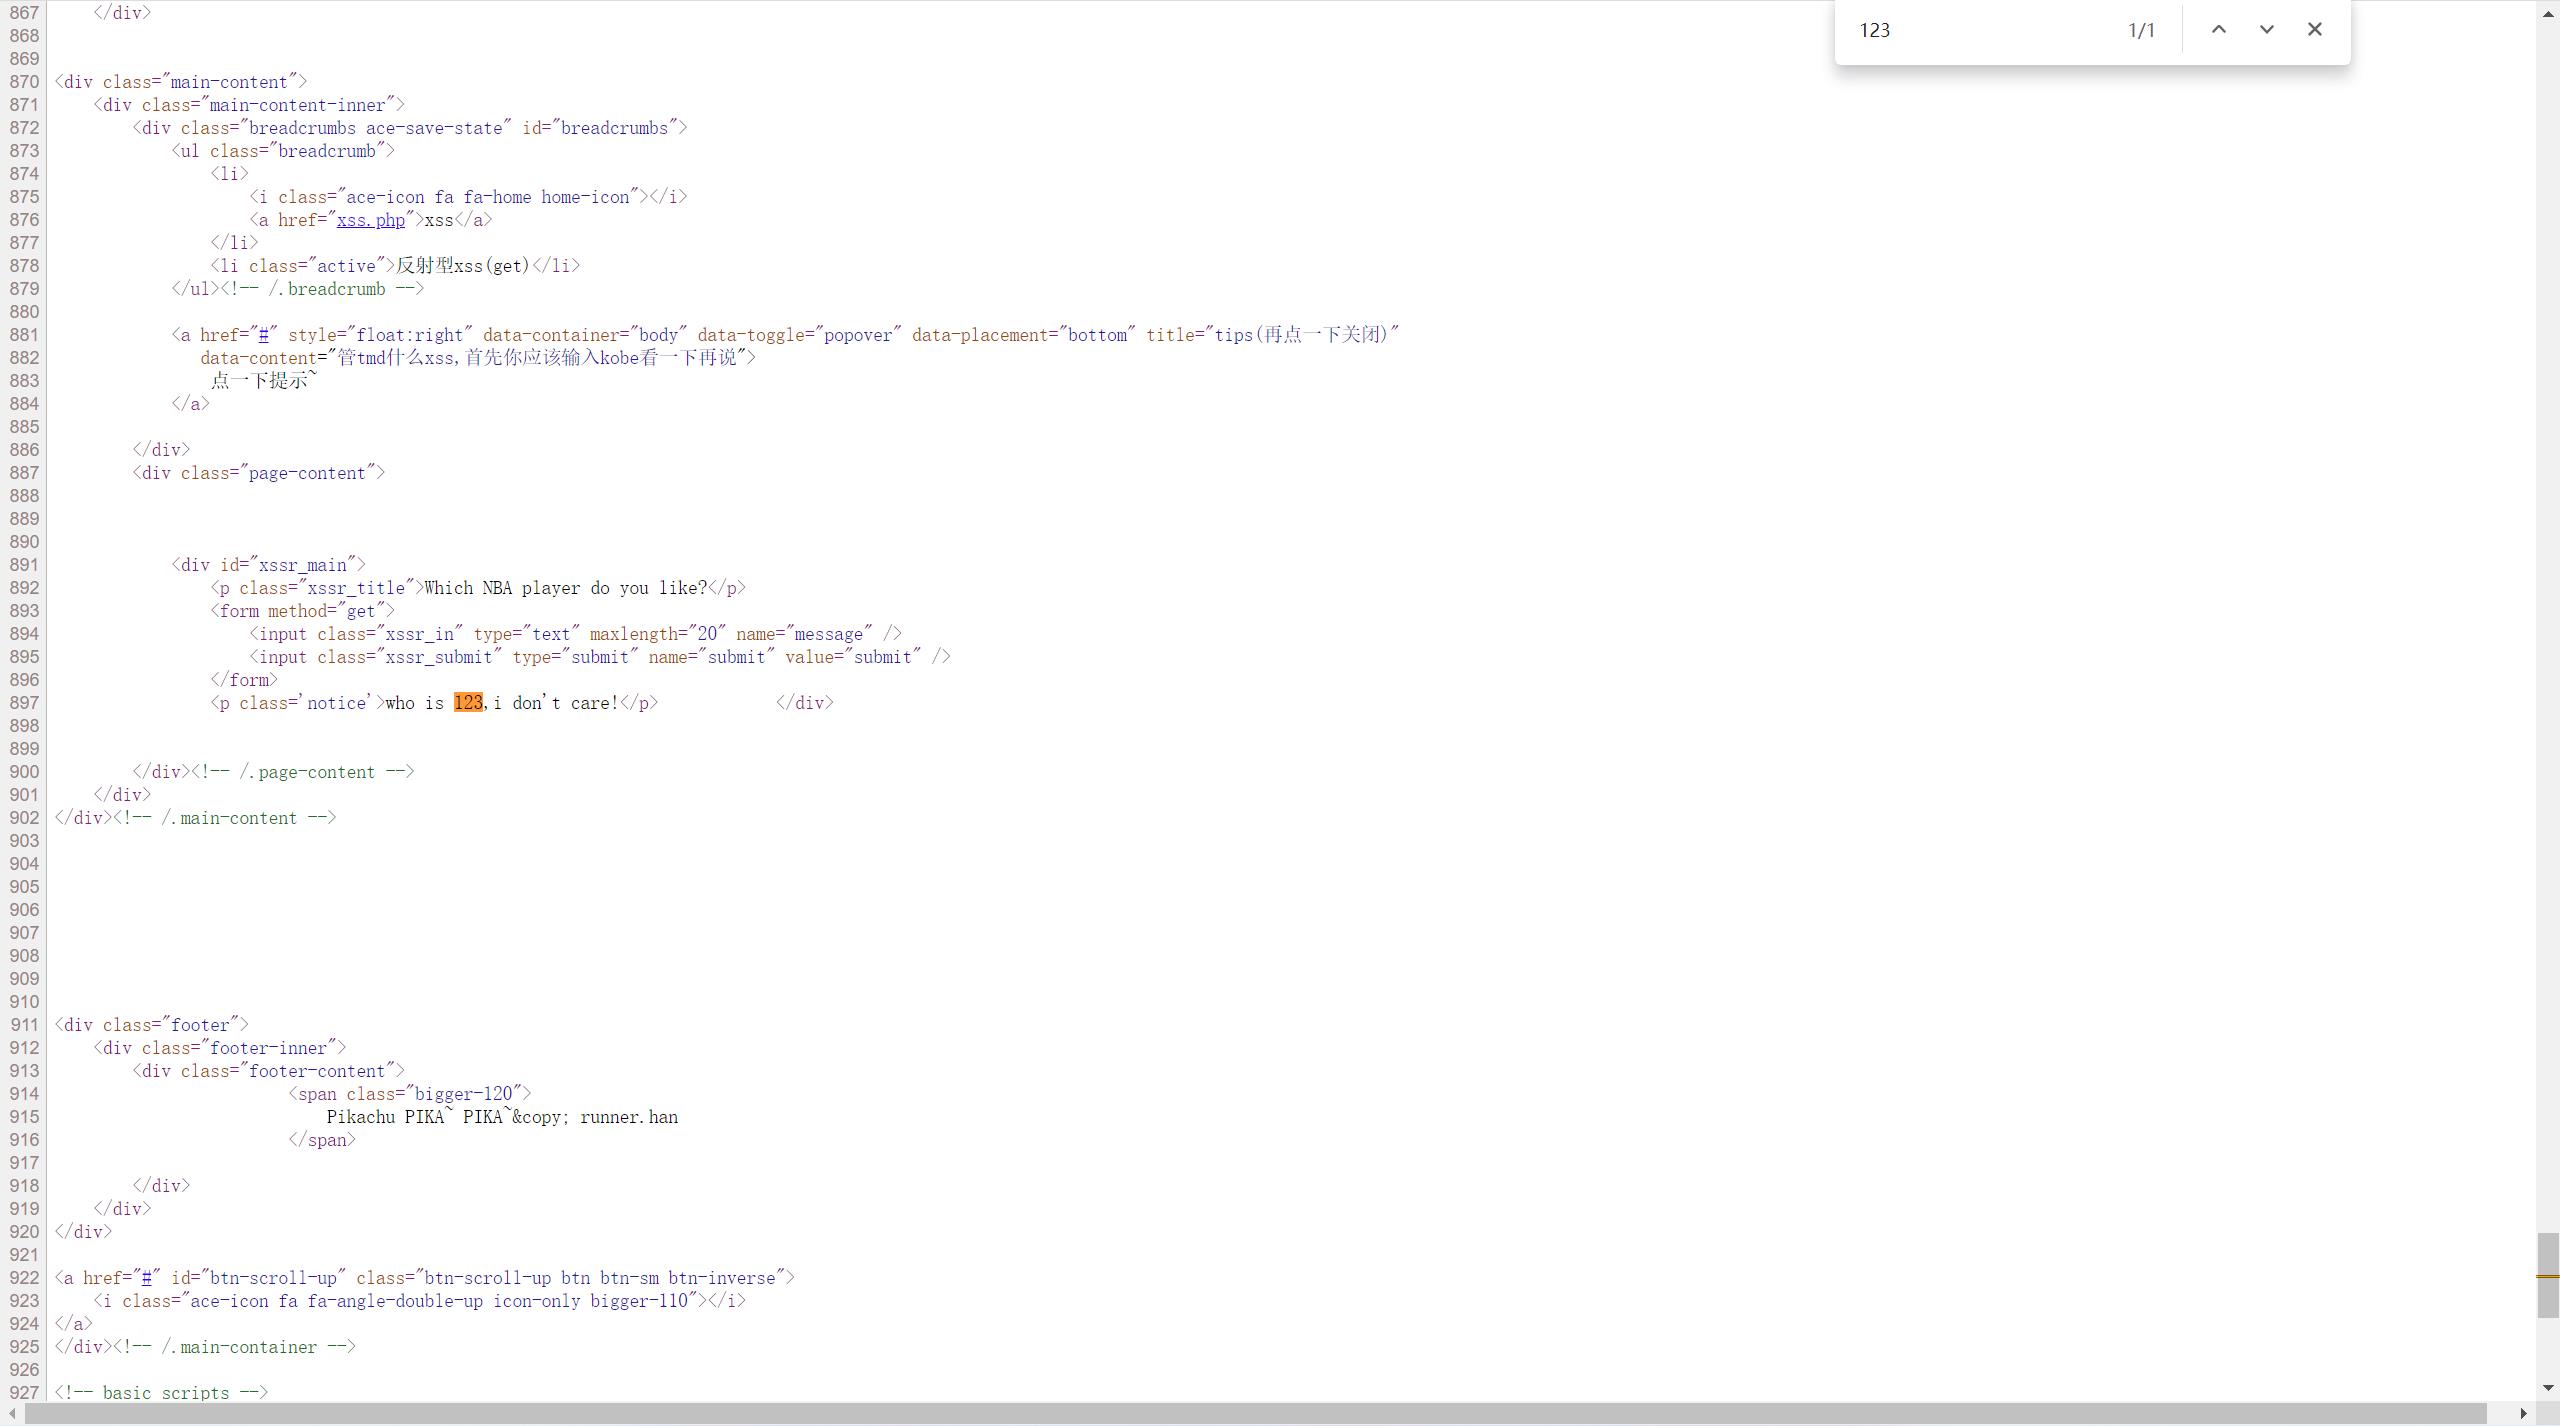 123 1/1
867 </div>
868
869
870 <div class="main-content">
871 <div class="main-content-inner">
872 <div class="breadcrumbs ace-save-state" id="breadcrumbs">
873 <ul class="breadcrumb">
874 <li>
875 <i class="ace-icon fa fa-home home-icon"></i>
876 <a href="xss.php">xss</a>
877 </li>
878 <li class="active">反射型xss(get)</li>
879 </ul><!-- /.breadcrumb -->
880
881 <a href="#" style="float:right" data-container="body" data-toggle="popover" data-placement="bottom" title="tips(再点一下关闭)"
882 data-content="管tmd什么xss,首先你应该输入kobe看一下再说">
883 点一下提示~
884 </a>
885
886 </div>
887 <div class="page-content">
888
889
890
891 <div id="xssr_main">
892 <p class="xssr_title">Which NBA player do you like?</p>
893 <form method="get">
894 <input class="xssr_in" type="text" maxlength="20" name="message" />
895 <input class="xssr_submit" type="submit" name="submit" value="submit" />
896 </form>
897 <p class='notice'>who is 123,i don't care!</p> </div>
898
899
900 </div><!-- /.page-content -->
901 </div>
902 </div><!-- /.main-content -->
903
904
905
906
907
908
909
910
911 <div class="footer">
912 <div class="footer-inner">
913 <div class="footer-content">
914 <span class="bigger-120">
915 Pikachu PIKA~ PIKA~&copy; runner.han
916 </span>
917
918 </div>
919 </div>
920 </div>
921
922 <a href="#" id="btn-scroll-up" class="btn-scroll-up btn btn-sm btn-inverse">
923 <i class="ace-icon fa fa-angle-double-up icon-only bigger-110"></i>
924 </a>
925 </div><!-- /.main-container -->
926
927 <!-- basic scripts -->